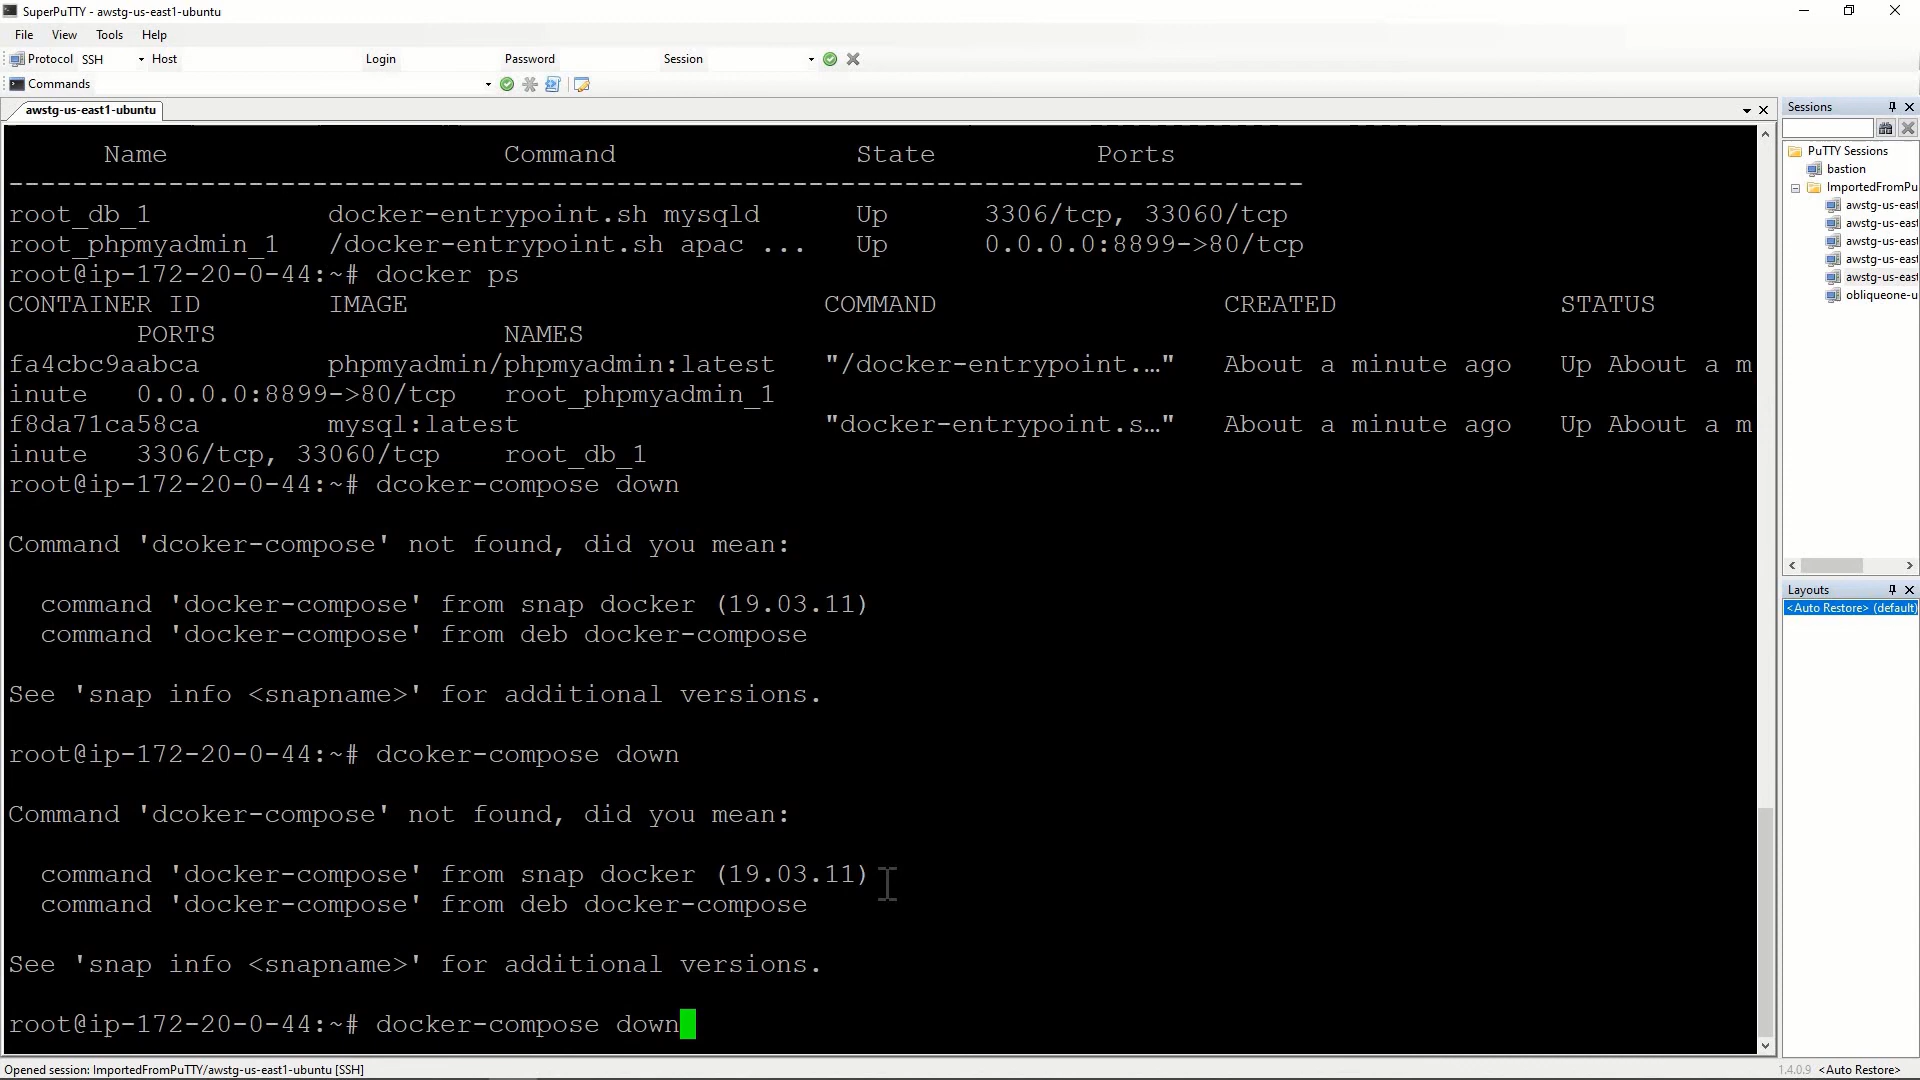 SuperPuTTY - awstg-us-east1-ubuntu
File View Tools Help
Protocol SSH Host Login Password Session
Commands
awstg-us-east1-ubuntu
Name Command State Ports
---------------------------------------------------------------------------------
root_db_1 docker-entrypoint.sh mysqld Up 3306/tcp, 33060/tcp
root_phpmyadmin_1 /docker-entrypoint.sh apac ... Up 0.0.0.0:8899->80/tcp
root@ip-172-20-0-44:~# docker ps
CONTAINER ID IMAGE COMMAND CREATED STATUS
PORTS NAMES
fa4cbc9aabca phpmyadmin/phpmyadmin:latest "/docker-entrypoint.…" About a minute ago Up About a m
inute 0.0.0.0:8899->80/tcp root_phpmyadmin_1
f8da71ca58ca mysql:latest "docker-entrypoint.s…" About a minute ago Up About a m
inute 3306/tcp, 33060/tcp root_db_1
root@ip-172-20-0-44:~# dcoker-compose down
Command 'dcoker-compose' not found, did you mean:
command 'docker-compose' from snap docker (19.03.11)
command 'docker-compose' from deb docker-compose
See 'snap info <snapname>' for additional versions.
root@ip-172-20-0-44:~# dcoker-compose down
Command 'dcoker-compose' not found, did you mean:
command 'docker-compose' from snap docker (19.03.11)
command 'docker-compose' from deb docker-compose
See 'snap info <snapname>' for additional versions.
root@ip-172-20-0-44:~# docker-compose down
Sessions
PuTTY Sessions
bastion
ImportedFromPu
awstg-us-east
awstg-us-east
awstg-us-east
awstg-us-east
awstg-us-east
obliqueone-u
Layouts
<Auto Restore> (default)
Opened session: ImportedFromPuTTY/awstg-us-east1-ubuntu [SSH]
1.4.0.9 <Auto Restore>